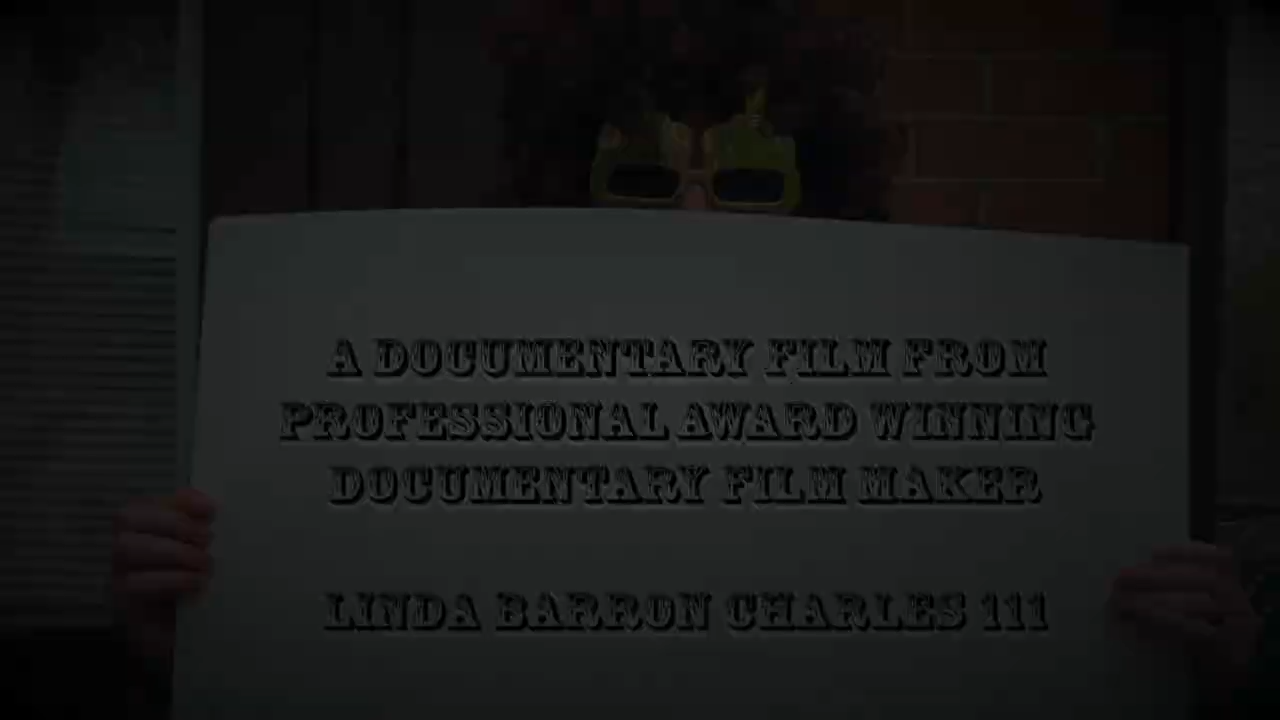 A DOCUMENTARY FILM FROM
PROFESSIONAL AWARD WINNING
DOCUMENTARY FILM MAKER
LINDA BARRON CHARLES 111